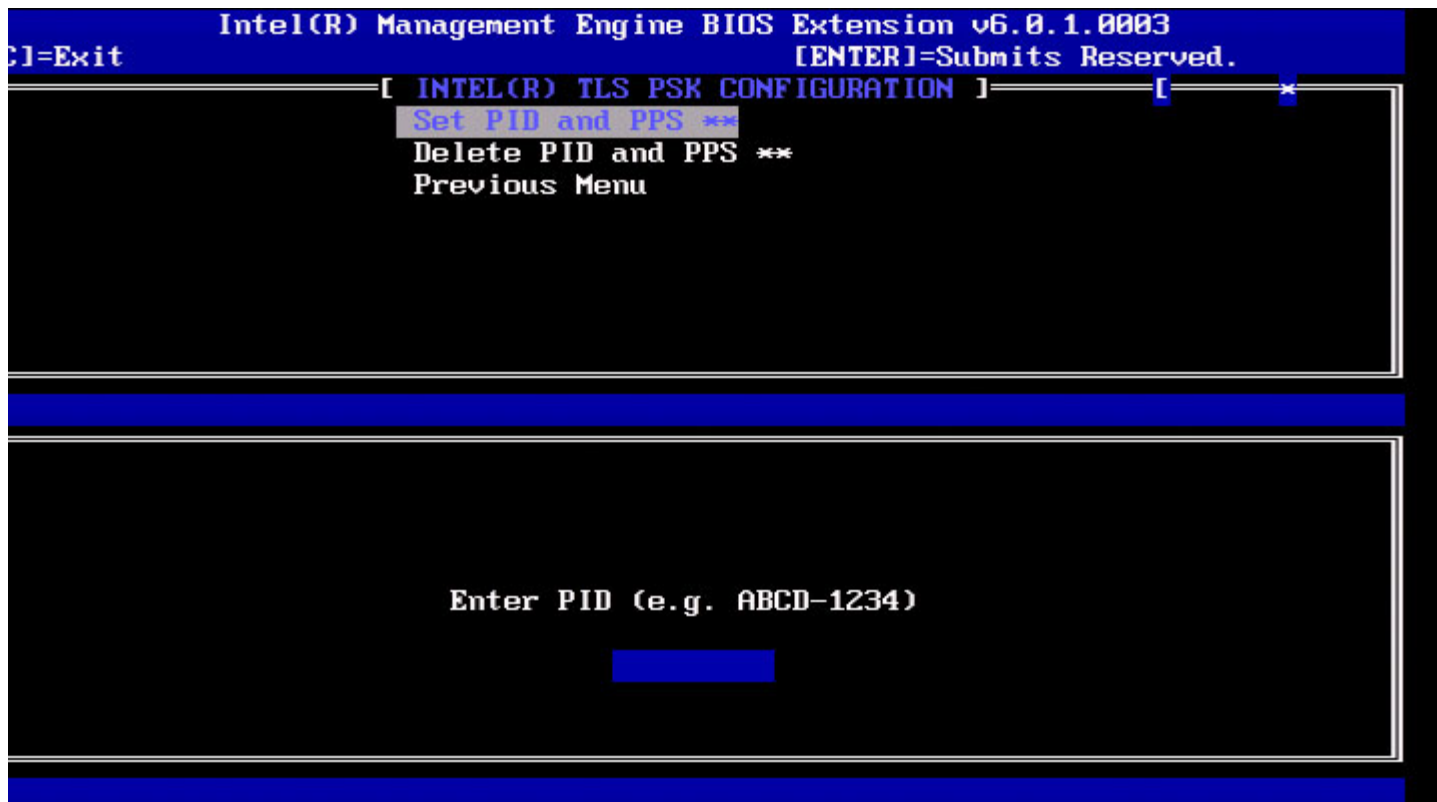 Intel(R) Management Engine BIOS Extension v6.0.1.0003
C]=Exit [ENTER]=Submits Reserved.
[ INTEL(R) TLS PSK CONFIGURATION ] [ *
Set PID and PPS **
Delete PID and PPS **
Previous Menu
Enter PID (e.g. ABCD-1234)